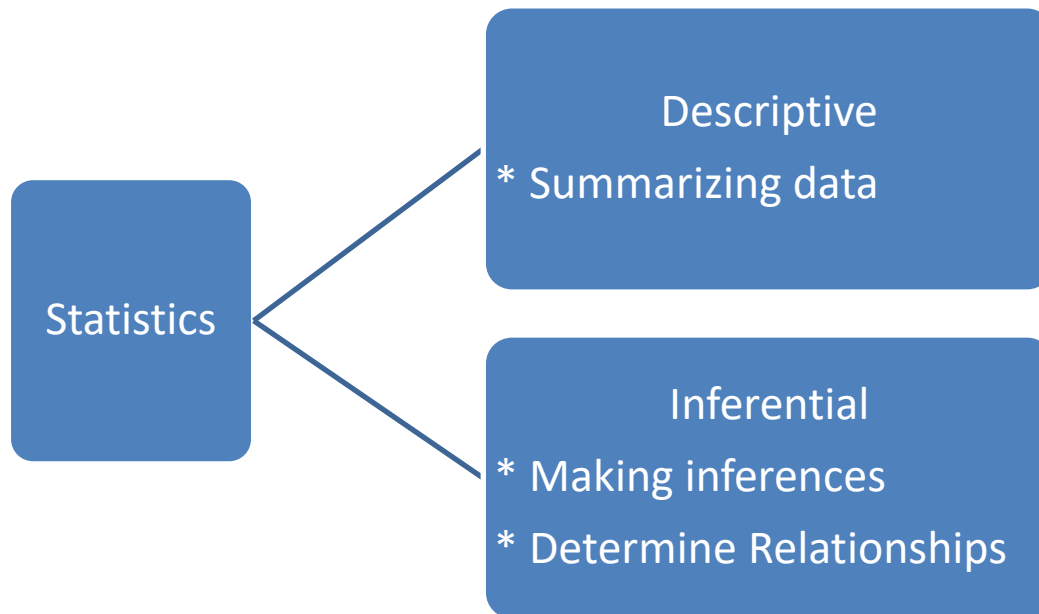 Statistics
Descriptive
* Summarizing data
Inferential
* Making inferences
* Determine Relationships